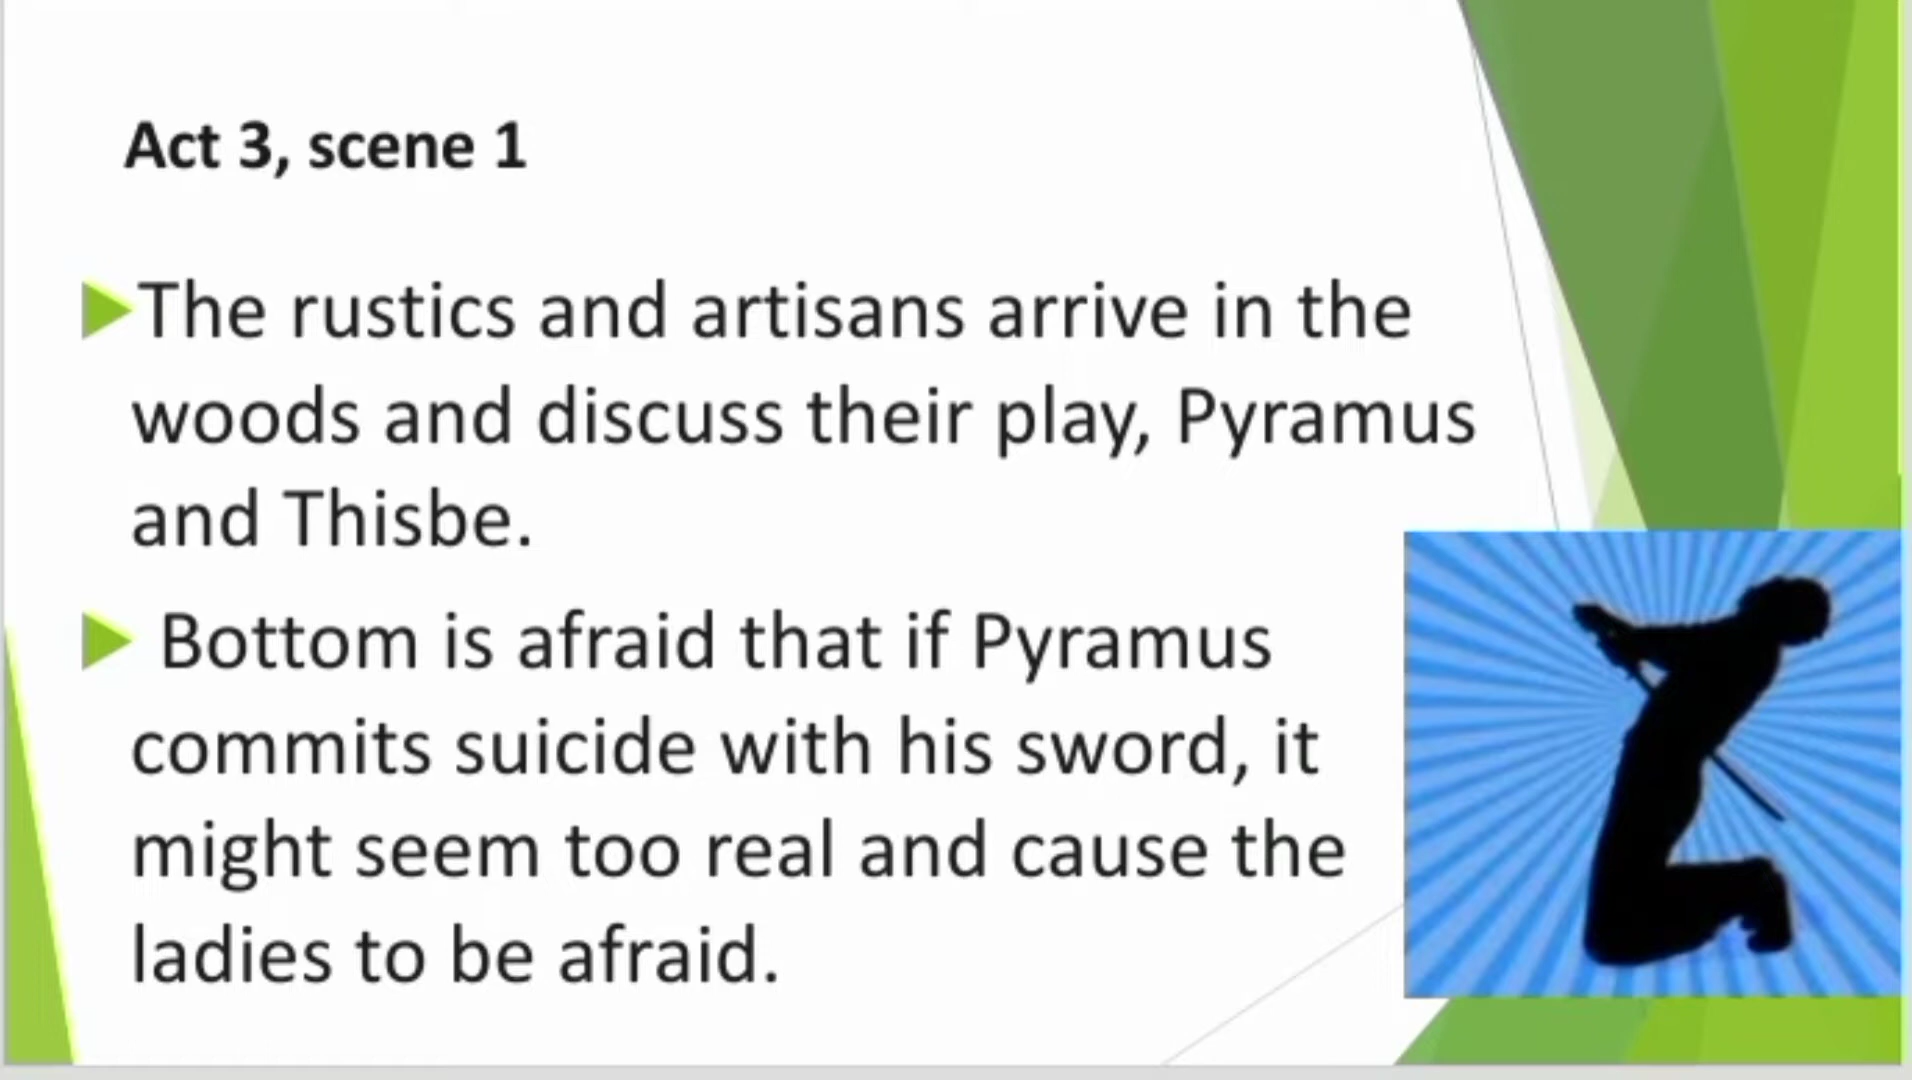 Act 3, scene 1
The rustics and artisans arrive in the
woods and discuss their play, Pyramus
and Thisbe.
Bottom is afraid that if Pyramus
commits suicide with his sword, it
might seem too real and cause the
ladies to be afraid.